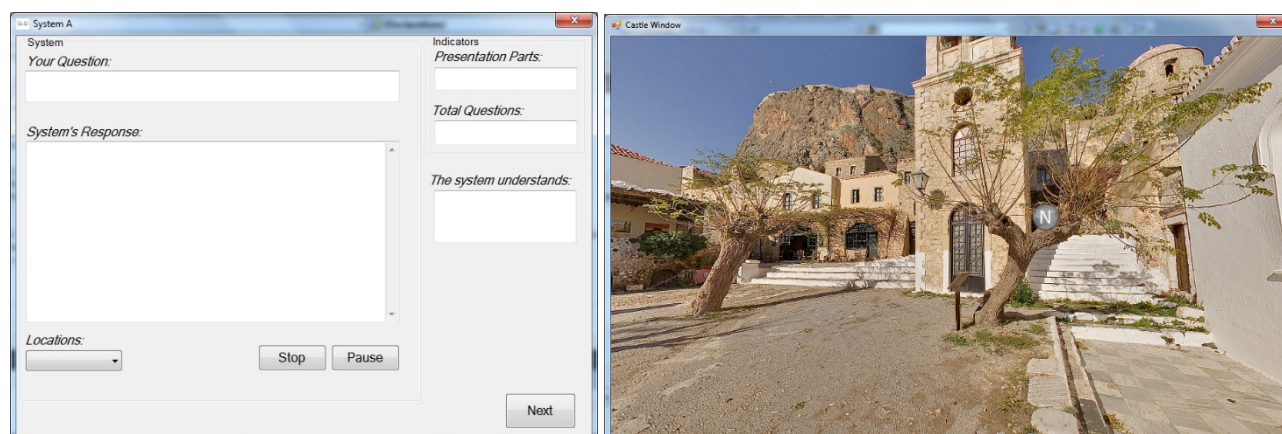 System A
System
Your Question:
System's Response:
Locations:
Stop
Pause
Indicators
Presentation Parts:
Total Questions:
The system understands:
Next
Castle Window
N